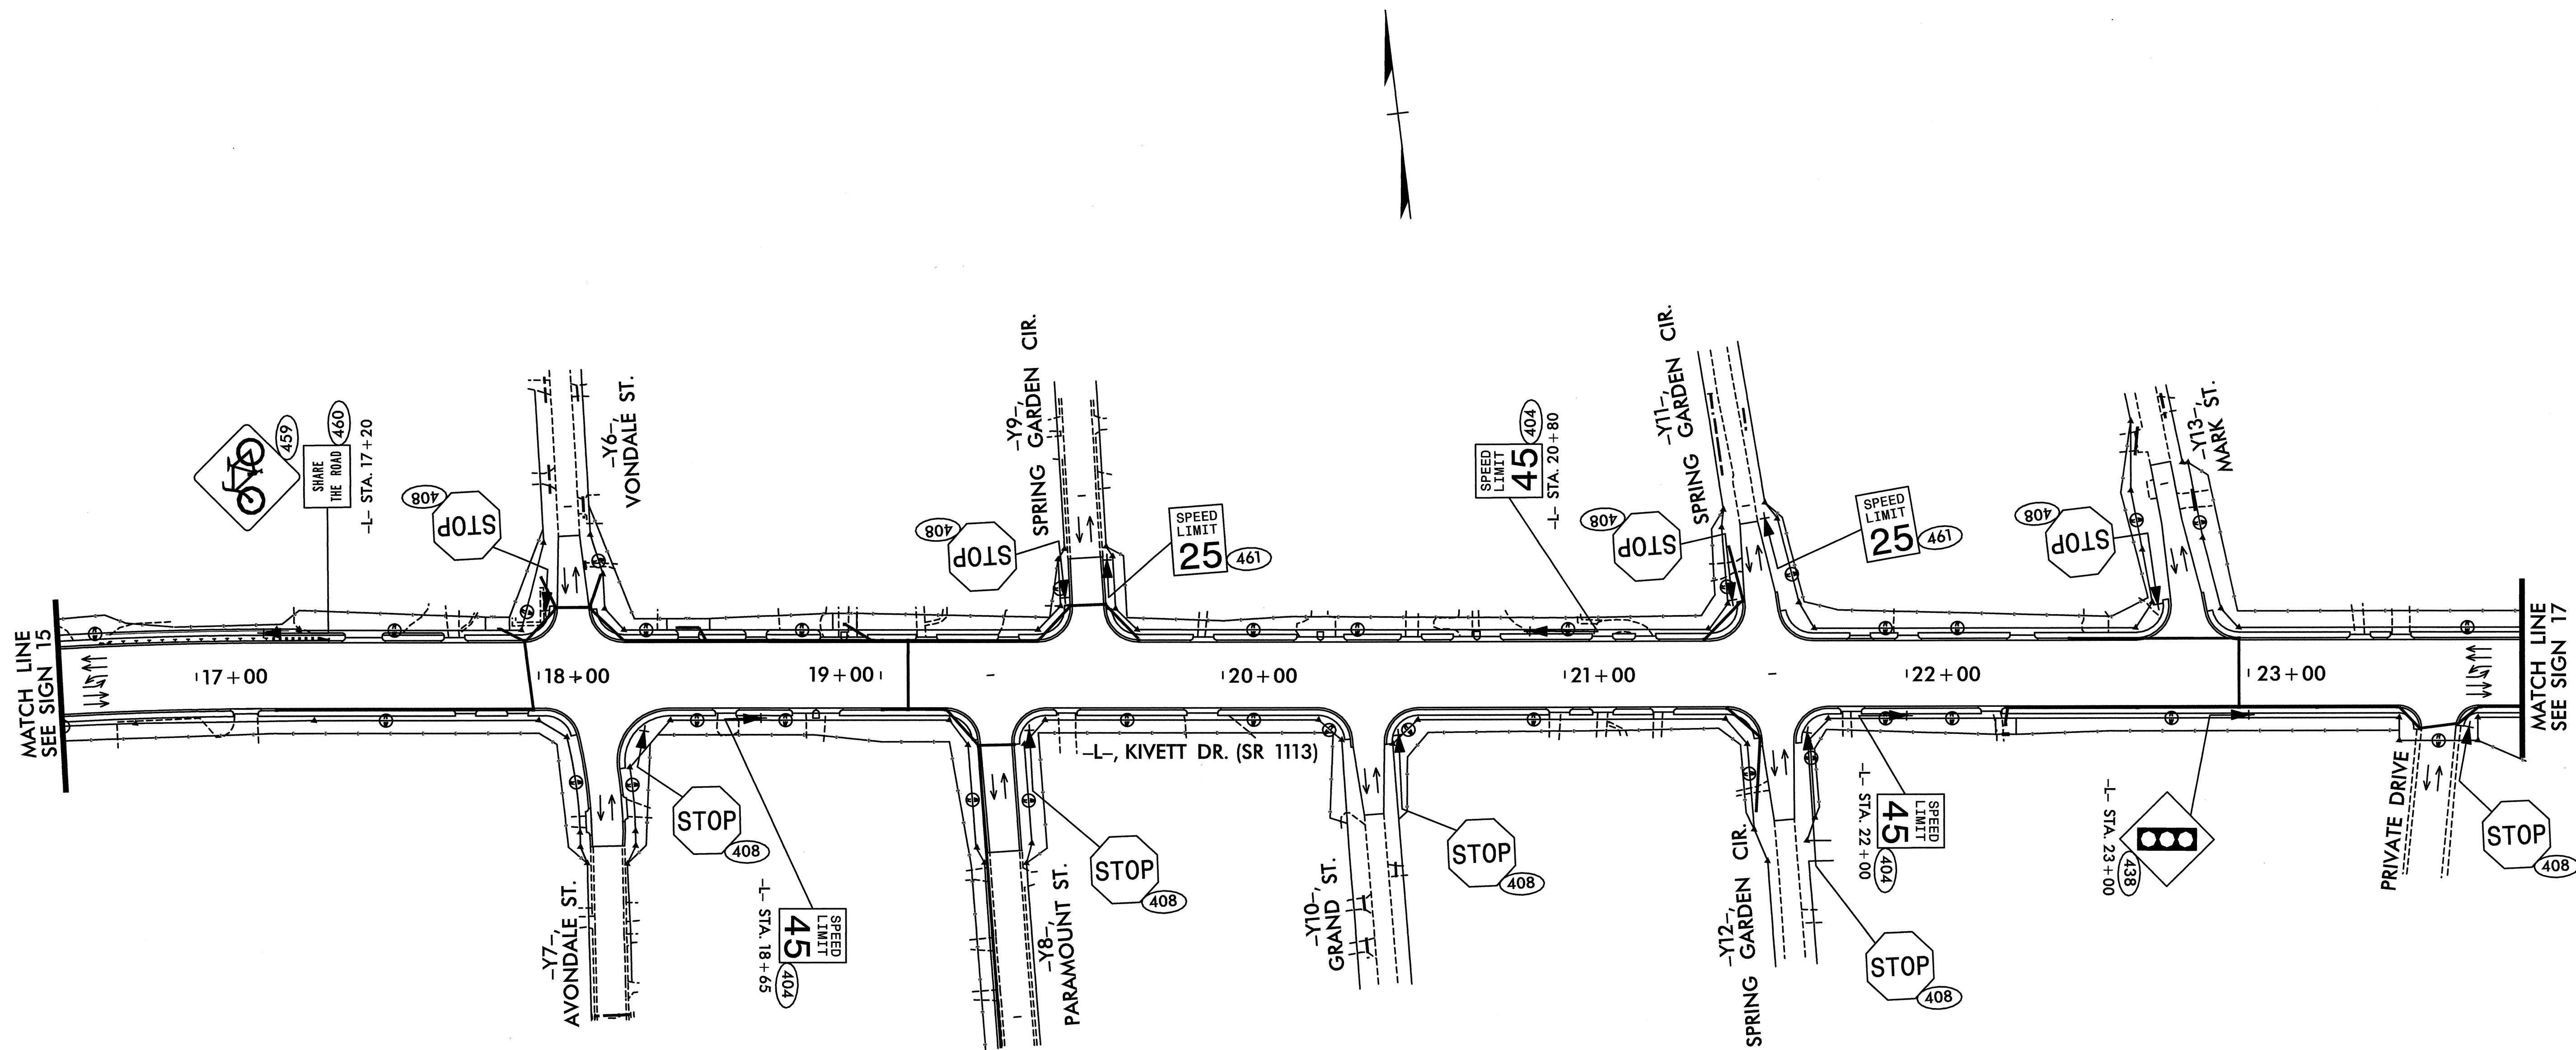 MATCH LINE
SEE SIGN 15
459
SHARE
THE ROAD
460
-L- STA. 17+20
408
STOP
-Y6-,
VONDALE ST.
408
STOP
-Y9-,
SPRING GARDEN CIR.
SPEED
LIMIT
25
461
SPEED
LIMIT
45
404
-L- STA. 20+80
408
STOP
-Y11-,
SPRING GARDEN CIR.
SPEED
LIMIT
25
461
408
STOP
-Y13-,
MARK ST.
17+00
18+00
19+00
20+00
21+00
22+00
23+00
MATCH LINE
SEE SIGN 17
-L-, KIVETT DR. (SR 1113)
-Y7-,
AVONDALE ST.
STOP
408
-L- STA. 18+65
SPEED
LIMIT
45
404
-Y8-,
PARAMOUNT ST.
STOP
408
-Y10-,
GRAND ST.
STOP
408
-Y12-,
SPRING GARDEN CIR.
STOP
408
-L- STA. 22+00
SPEED
LIMIT
45
404
-L- STA. 23+00
438
PRIVATE DRIVE
STOP
408